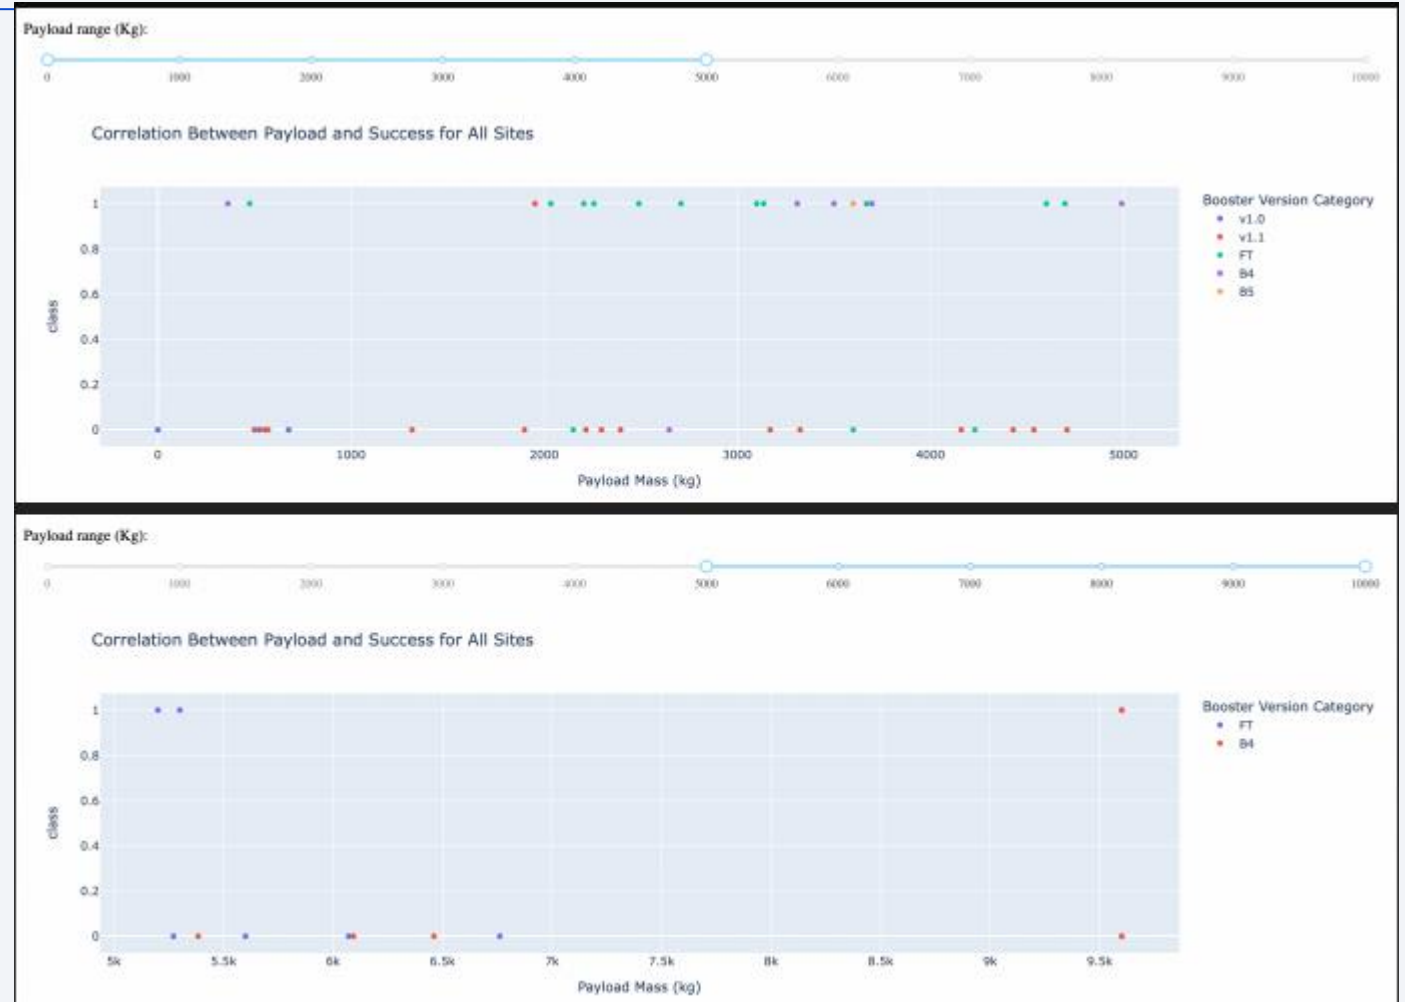 Payload range (Kg):
0 1000 2000 3000 4000 5000 6000 7000 8000 9000 10000
Correlation Between Payload and Success for All Sites
1
0.8
0.6
0.4
0.2
0
class
0 1000 2000 3000 4000 5000
Payload Mass (kg)
Booster Version Category
v1.0
v1.1
FT
B4
B5
Payload range (Kg):
0 1000 2000 3000 4000 5000 6000 7000 8000 9000 10000
Correlation Between Payload and Success for All Sites
1
0.8
0.6
0.4
0.2
0
class
5k 5.5k 6k 6.5k 7k 7.5k 8k 8.5k 9k 9.5k
Payload Mass (kg)
Booster Version Category
FT
B4